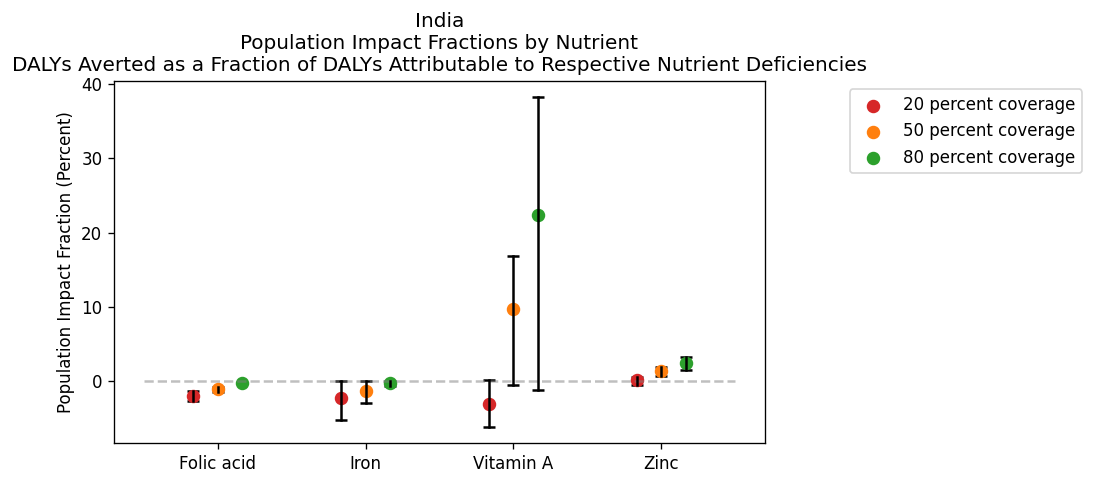 India
Population Impact Fractions by Nutrient
DALYs Averted as a Fraction of DALYs Attributable to Respective Nutrient Deficiencies
Population Impact Fraction (Percent)
40
30
20
10
0
Folic acid
Iron
Vitamin A
Zinc
20 percent coverage
50 percent coverage
80 percent coverage